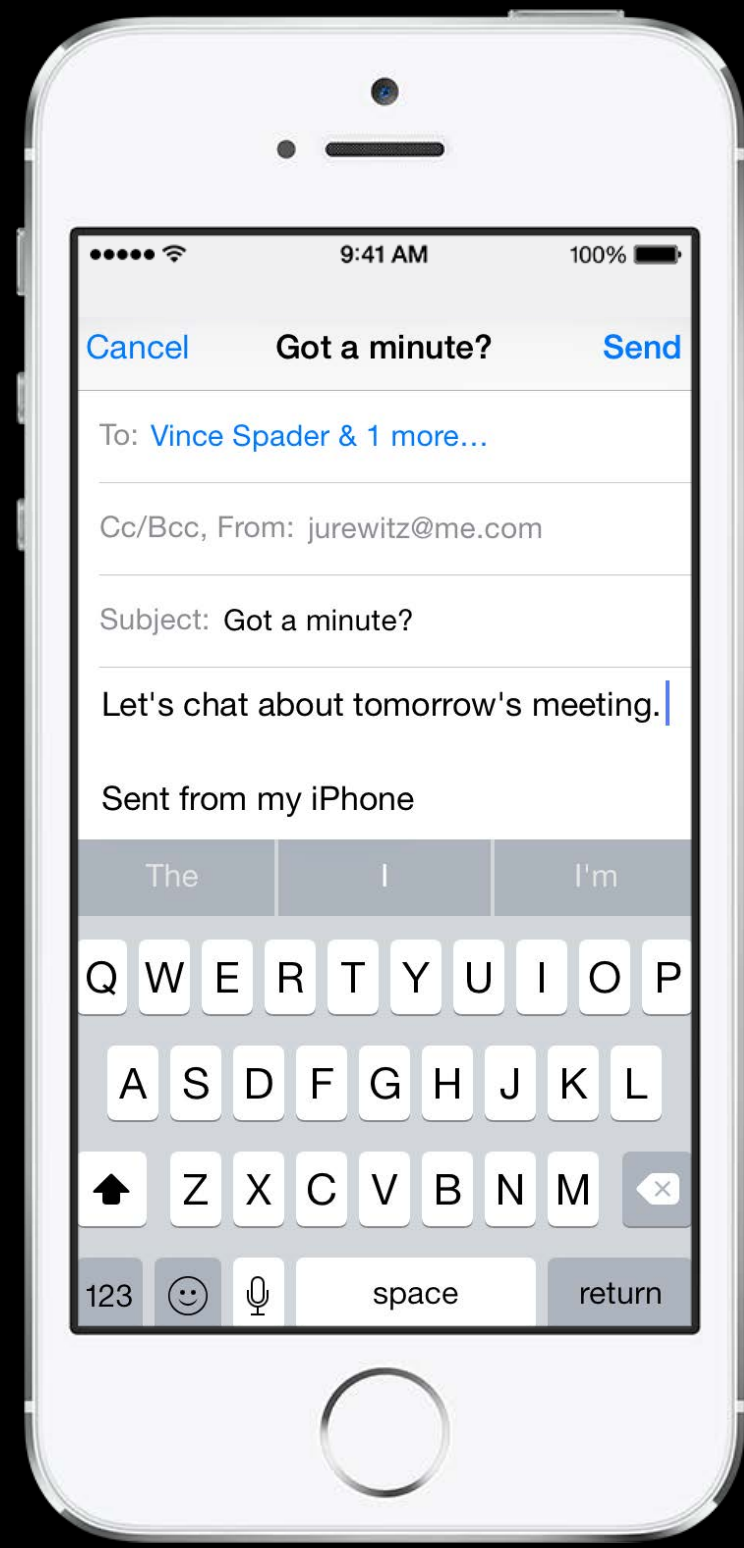 9:41 AM 100%
Cancel Got a minute? Send
To: Vince Spader & 1 more...
Cc/Bcc, From: jurewitz@me.com
Subject: Got a minute?
Let's chat about tomorrow's meeting.
Sent from my iPhone
The I I'm
Q W E R T Y U I O P
A S D F G H J K L
Z X C V B N M
123 space return